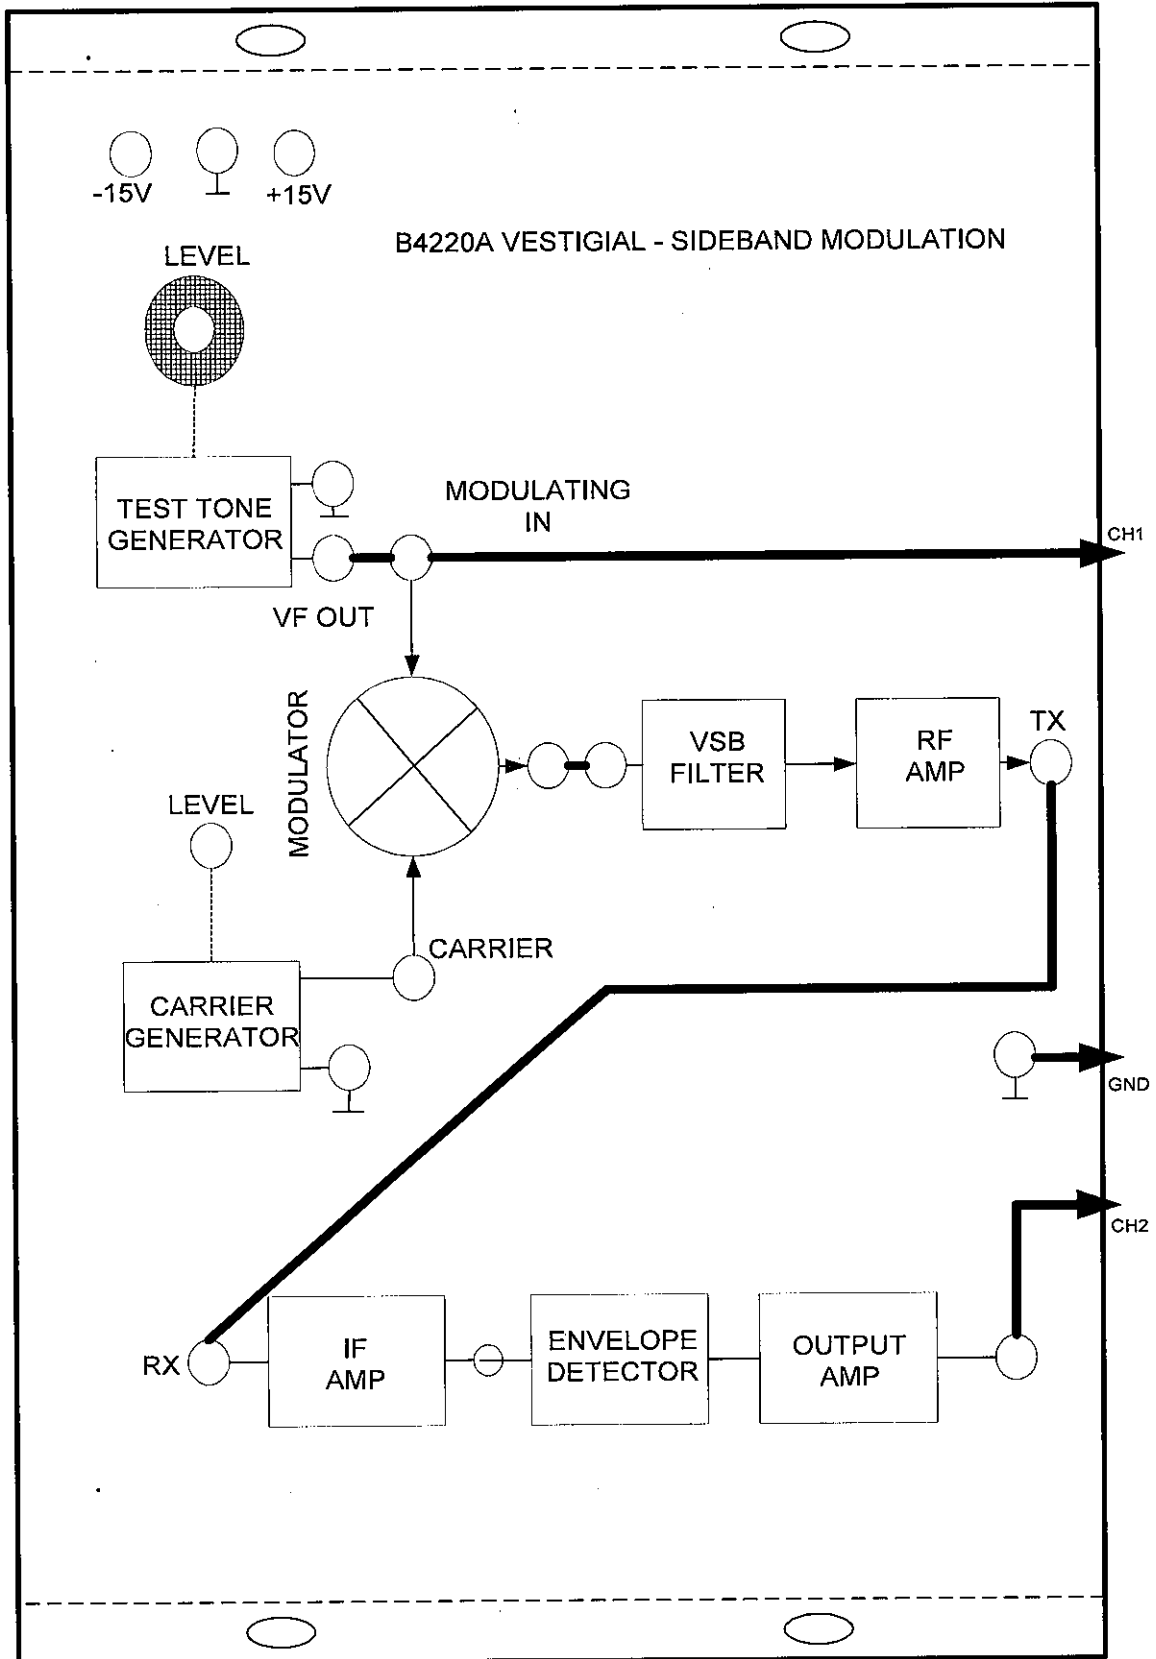 -15V
+15V
B4220A VESTIGIAL - SIDEBAND MODULATION
LEVEL
TEST TONE
GENERATOR
MODULATING
IN
CH1
VF OUT
MODULATOR
VSB
FILTER
RF
AMP
TX
LEVEL
CARRIER
CARRIER
GENERATOR
GND
CH2
RX
IF
AMP
ENVELOPE
DETECTOR
OUTPUT
AMP